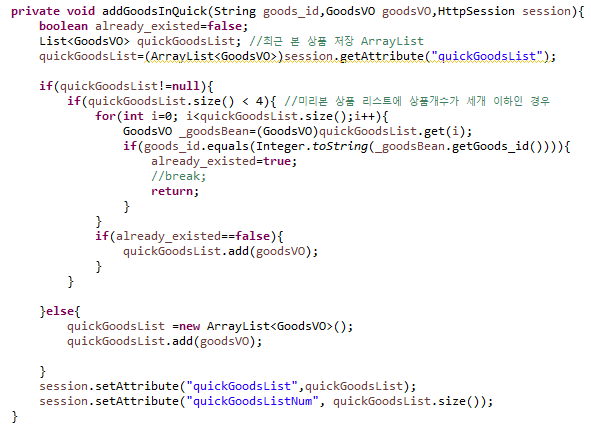 private void addGoodsInQuick(String goods_id,GoodsVO goodsVO,HttpSession session){
boolean already_existed=false;
List<GoodsVO> quickGoodsList; //최근 본 상품 저장 ArrayList
quickGoodsList=(ArrayList<GoodsVO>)session.getAttribute("quickGoodsList");
if(quickGoodsList!=null){
if(quickGoodsList.size() < 4){ //미리본 상품 리스트에 상품개수가 세개 이하인 경우
for(int i=0; i<quickGoodsList.size();i++){
GoodsVO _goodsBean=(GoodsVO)quickGoodsList.get(i);
if(goods_id.equals(Integer.toString(_goodsBean.getGoods_id()))){
already_existed=true;
//break;
return;
}
}
if(already_existed==false){
quickGoodsList.add(goodsVO);
}
}
}else{
quickGoodsList =new ArrayList<GoodsVO>();
quickGoodsList.add(goodsVO);
}
session.setAttribute("quickGoodsList",quickGoodsList);
session.setAttribute("quickGoodsListNum", quickGoodsList.size());
}